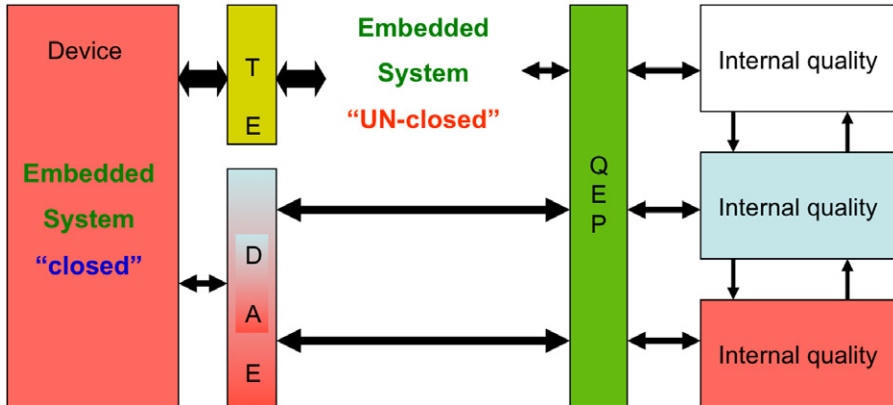 Device
Embedded
System
“closed”
T
E
D
A
E
Embedded
System
“UN-closed”
Q
E
P
Internal quality
Internal quality
Internal quality